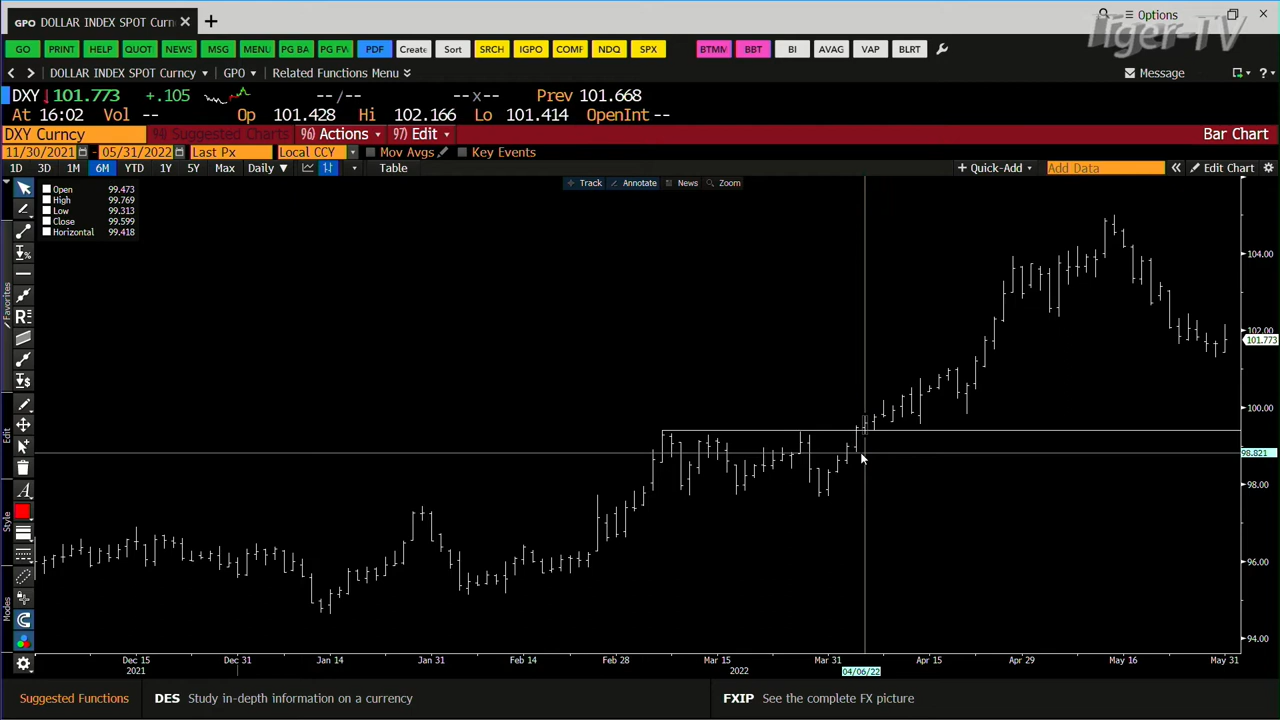 GPO DOLLAR INDEX SPOT Curn
Options
Tiger-TV
GO PRINT HELP QUOT NEWS MSG MENU PG BA PG FW PDF Create Sort SRCH IGPO COMF NDQ SPX BTMM BBT BI AVAG VAP BLRT
DOLLAR INDEX SPOT Curncy GPO Related Functions Menu Message
DXY 101.773 +.105 --/-- --x-- Prev 101.668
At 16:02 Vol -- Op 101.428 Hi 102.166 Lo 101.414 OpenInt --
DXY Curncy 94) Suggested Charts 96) Actions 97) Edit Bar Chart
11/30/2021 - 05/31/2022 Last Px Local CCY Mov Avgs Key Events
1D 3D 1M 6M YTD 1Y 5Y Max Daily Table + Quick-Add Add Data Edit Chart
Track Annotate News Zoom
Open 99.473
High 99.769
Low 99.313
Close 99.599
Horizontal 99.418
Favorites
Edit
Style
Modes
104.00
102.00
101.773
100.00
98.821
98.00
96.00
94.00
Dec 15 Dec 31 Jan 14 Jan 31 Feb 14 Feb 28 Mar 15 Mar 31 Apr 15 Apr 29 May 16 May 31
2021 2022 04/06/22
Suggested Functions DES Study in-depth information on a currency FXIP See the complete FX picture